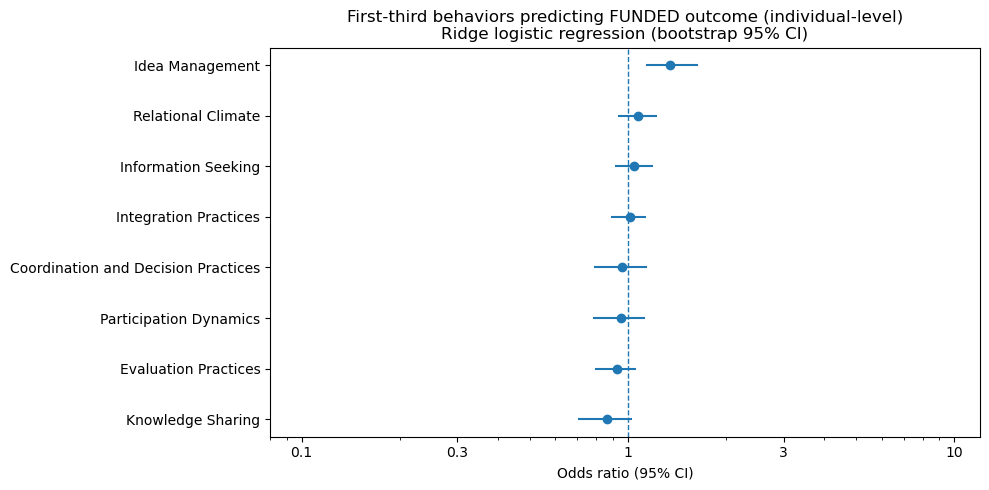 First-third behaviors predicting FUNDED outcome (individual-level)
Ridge logistic regression (bootstrap 95% CI)
Idea Management
Relational Climate
Information Seeking
Integration Practices
Coordination and Decision Practices
Participation Dynamics
Evaluation Practices
Knowledge Sharing
0.1 0.3 1 3 10
Odds ratio (95% CI)